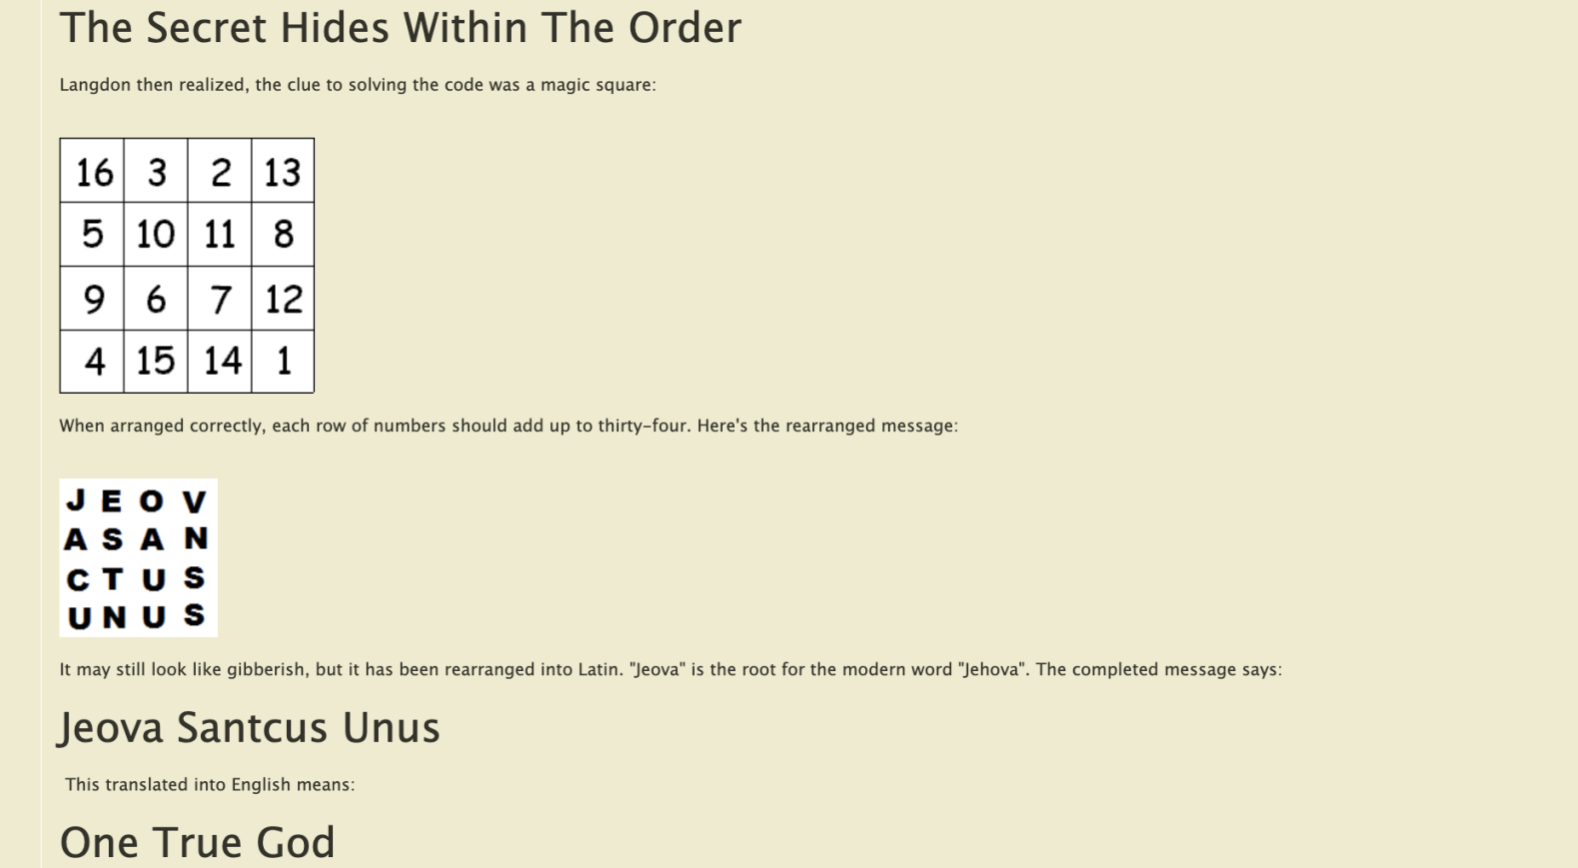 The Secret Hides Within The Order
Langdon then realized, the clue to solving the code was a magic square:
16 3 2 13
5 10 11 8
9 6 7 12
4 15 14 1
When arranged correctly, each row of numbers should add up to thirty-four. Here's the rearranged message:
J E O V
A S A N
C T U S
U N U S
It may still look like gibberish, but it has been rearranged into Latin. "Jeova" is the root for the modern word "Jehova". The completed message says:
Jeova Santcus Unus
This translated into English means:
One True God